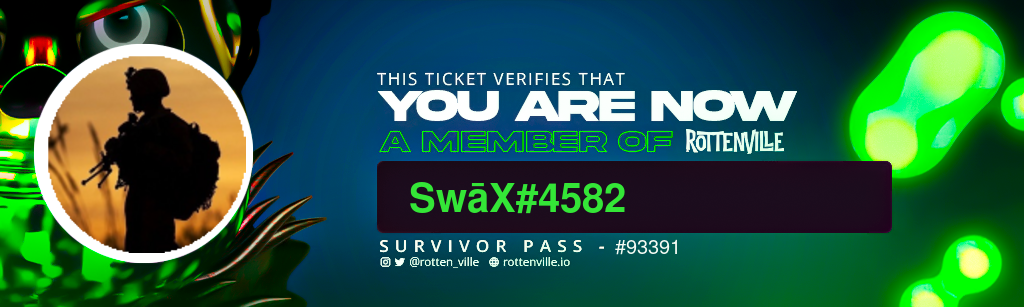 THIS TICKET VERIFIES THAT
YOU ARE NOW
A MEMBER OF ROTTENVILLE
SwāX#4582
SURVIVOR PASS - #93391
@rotten_ville rottenville.io